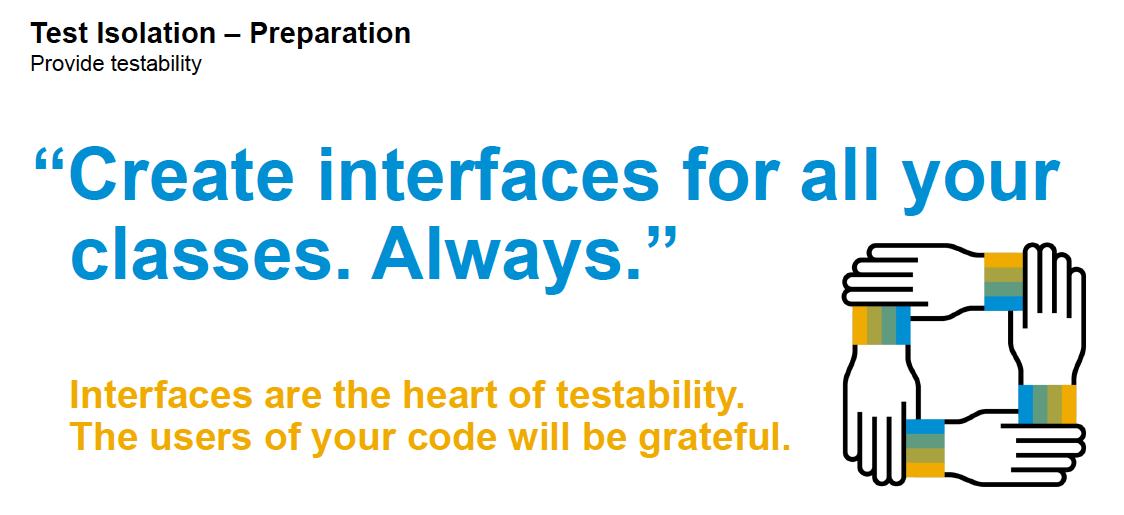 Test Isolation – Preparation
Provide testability
“Create interfaces for all your
classes. Always.”
Interfaces are the heart of testability.
The users of your code will be grateful.